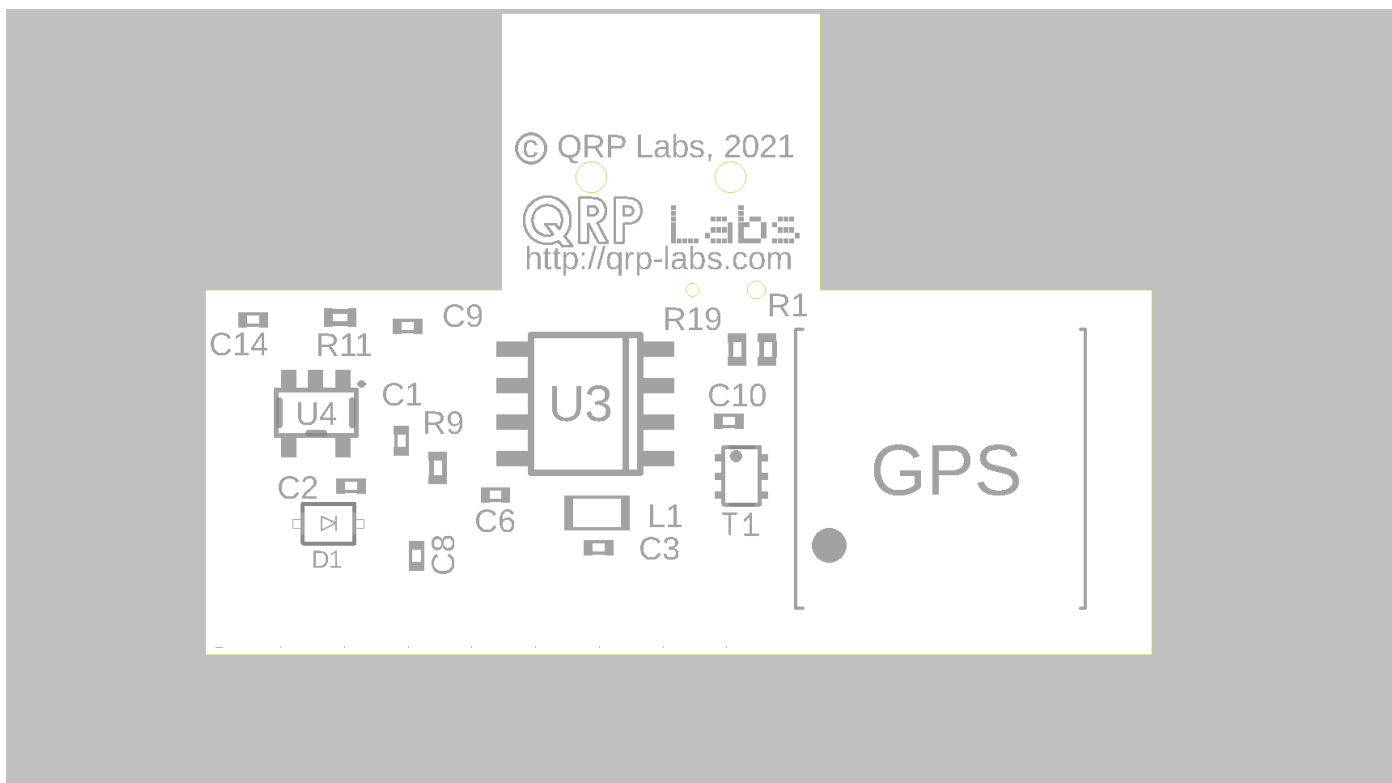 © QRP Labs, 2021
QRP Labs
http://qrp-labs.com
R1
C9
R19
C14
R11
C1
C10
U3
U4
R9
GPS
C2
C6
L1
T1
C3
C8
D1